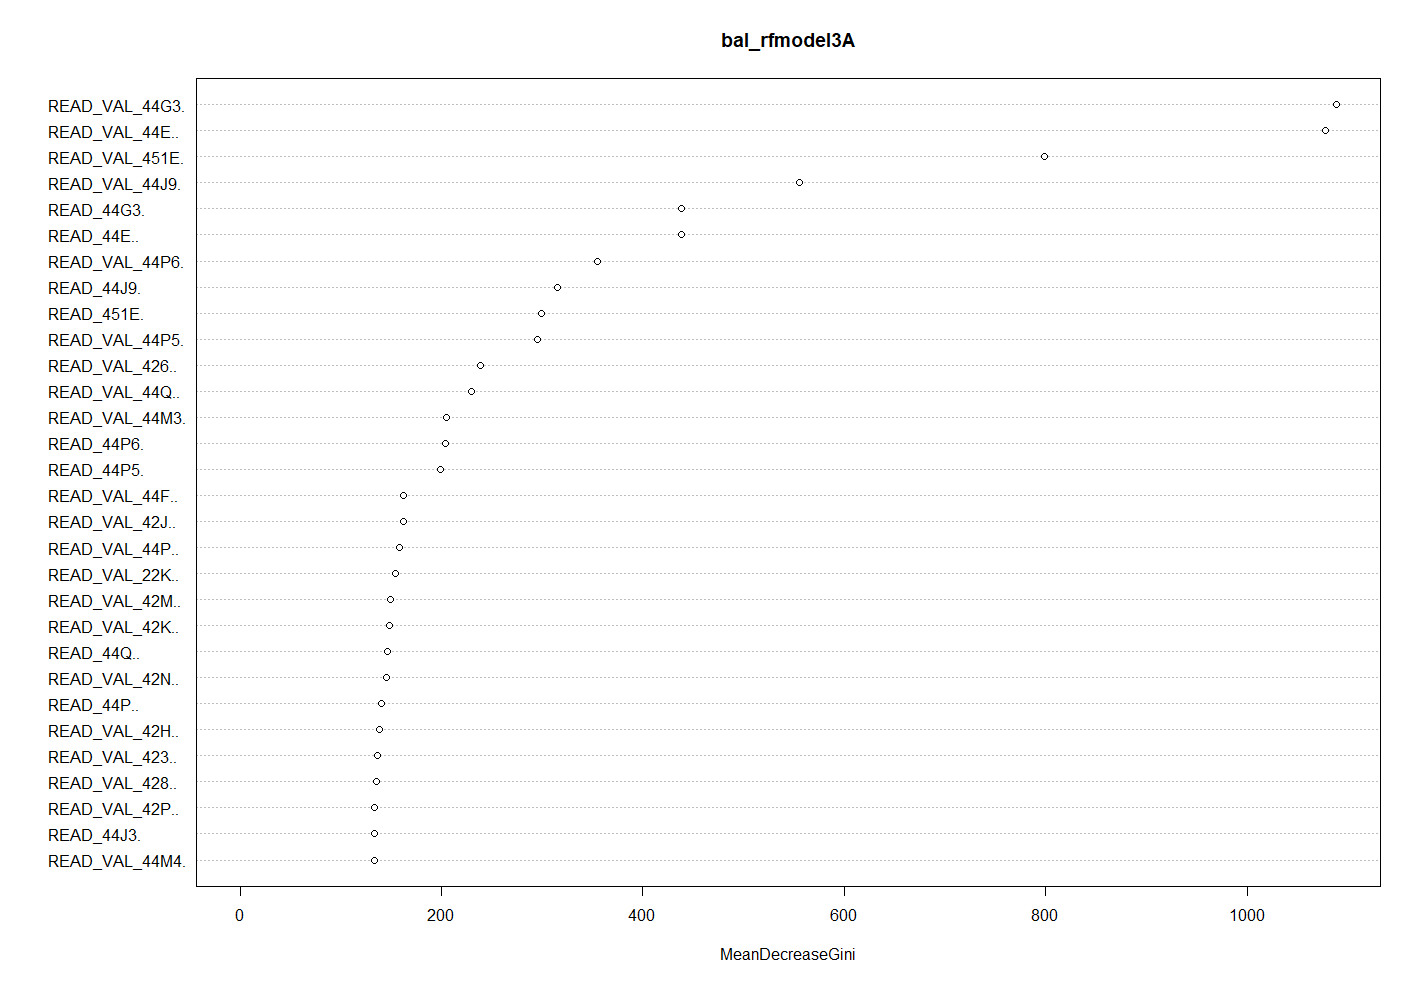 bal_rfmodel3A
READ_VAL_44G3.
READ_VAL_44E..
READ_VAL_451E.
READ_VAL_44J9.
READ_44G3.
READ_44E..
READ_VAL_44P6.
READ_44J9.
READ_451E.
READ_VAL_44P5.
READ_VAL_426..
READ_VAL_44Q..
READ_VAL_44M3.
READ_44P6.
READ_44P5.
READ_VAL_44F..
READ_VAL_42J..
READ_VAL_44P..
READ_VAL_22K..
READ_VAL_42M..
READ_VAL_42K..
READ_44Q..
READ_VAL_42N..
READ_44P..
READ_VAL_42H..
READ_VAL_423..
READ_VAL_428..
READ_VAL_42P..
READ_44J3.
READ_VAL_44M4.
0 200 400 600 800 1000
MeanDecreaseGini